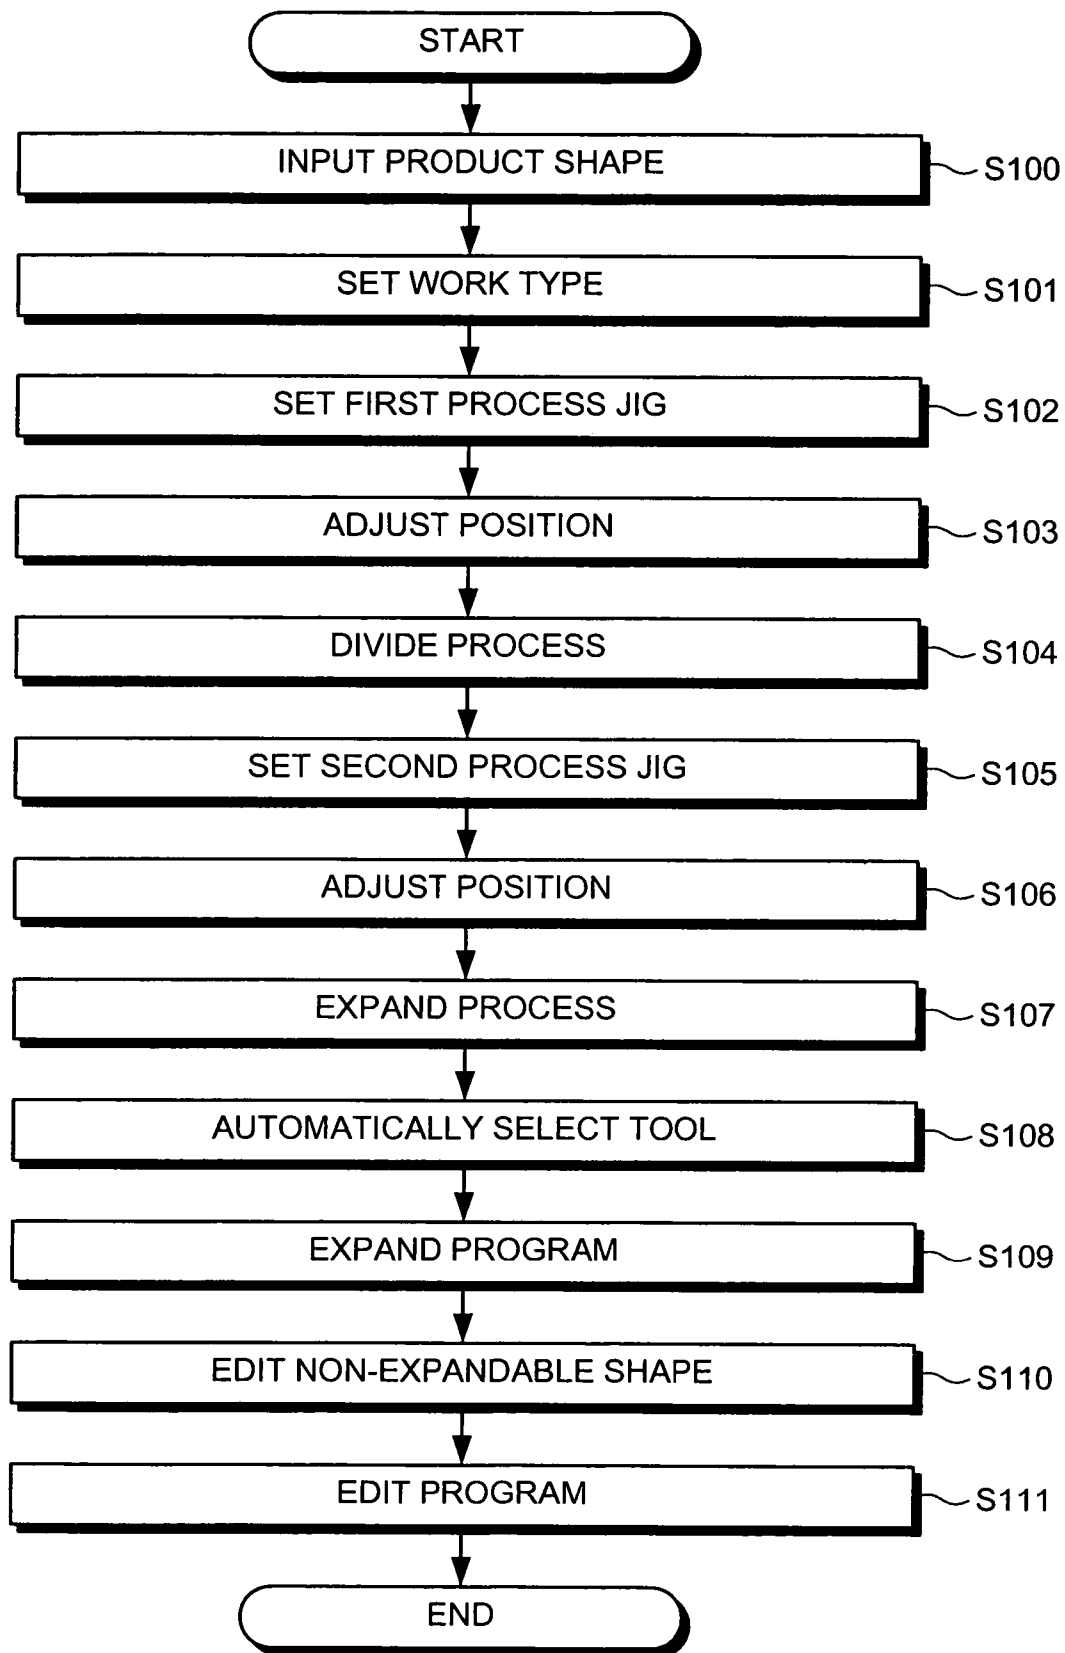 START
INPUT PRODUCT SHAPE
S100
SET WORK TYPE
S101
SET FIRST PROCESS JIG
S102
ADJUST POSITION
S103
DIVIDE PROCESS
S104
SET SECOND PROCESS JIG
S105
ADJUST POSITION
S106
EXPAND PROCESS
S107
AUTOMATICALLY SELECT TOOL
S108
EXPAND PROGRAM
S109
EDIT NON-EXPANDABLE SHAPE
S110
EDIT PROGRAM
S111
END